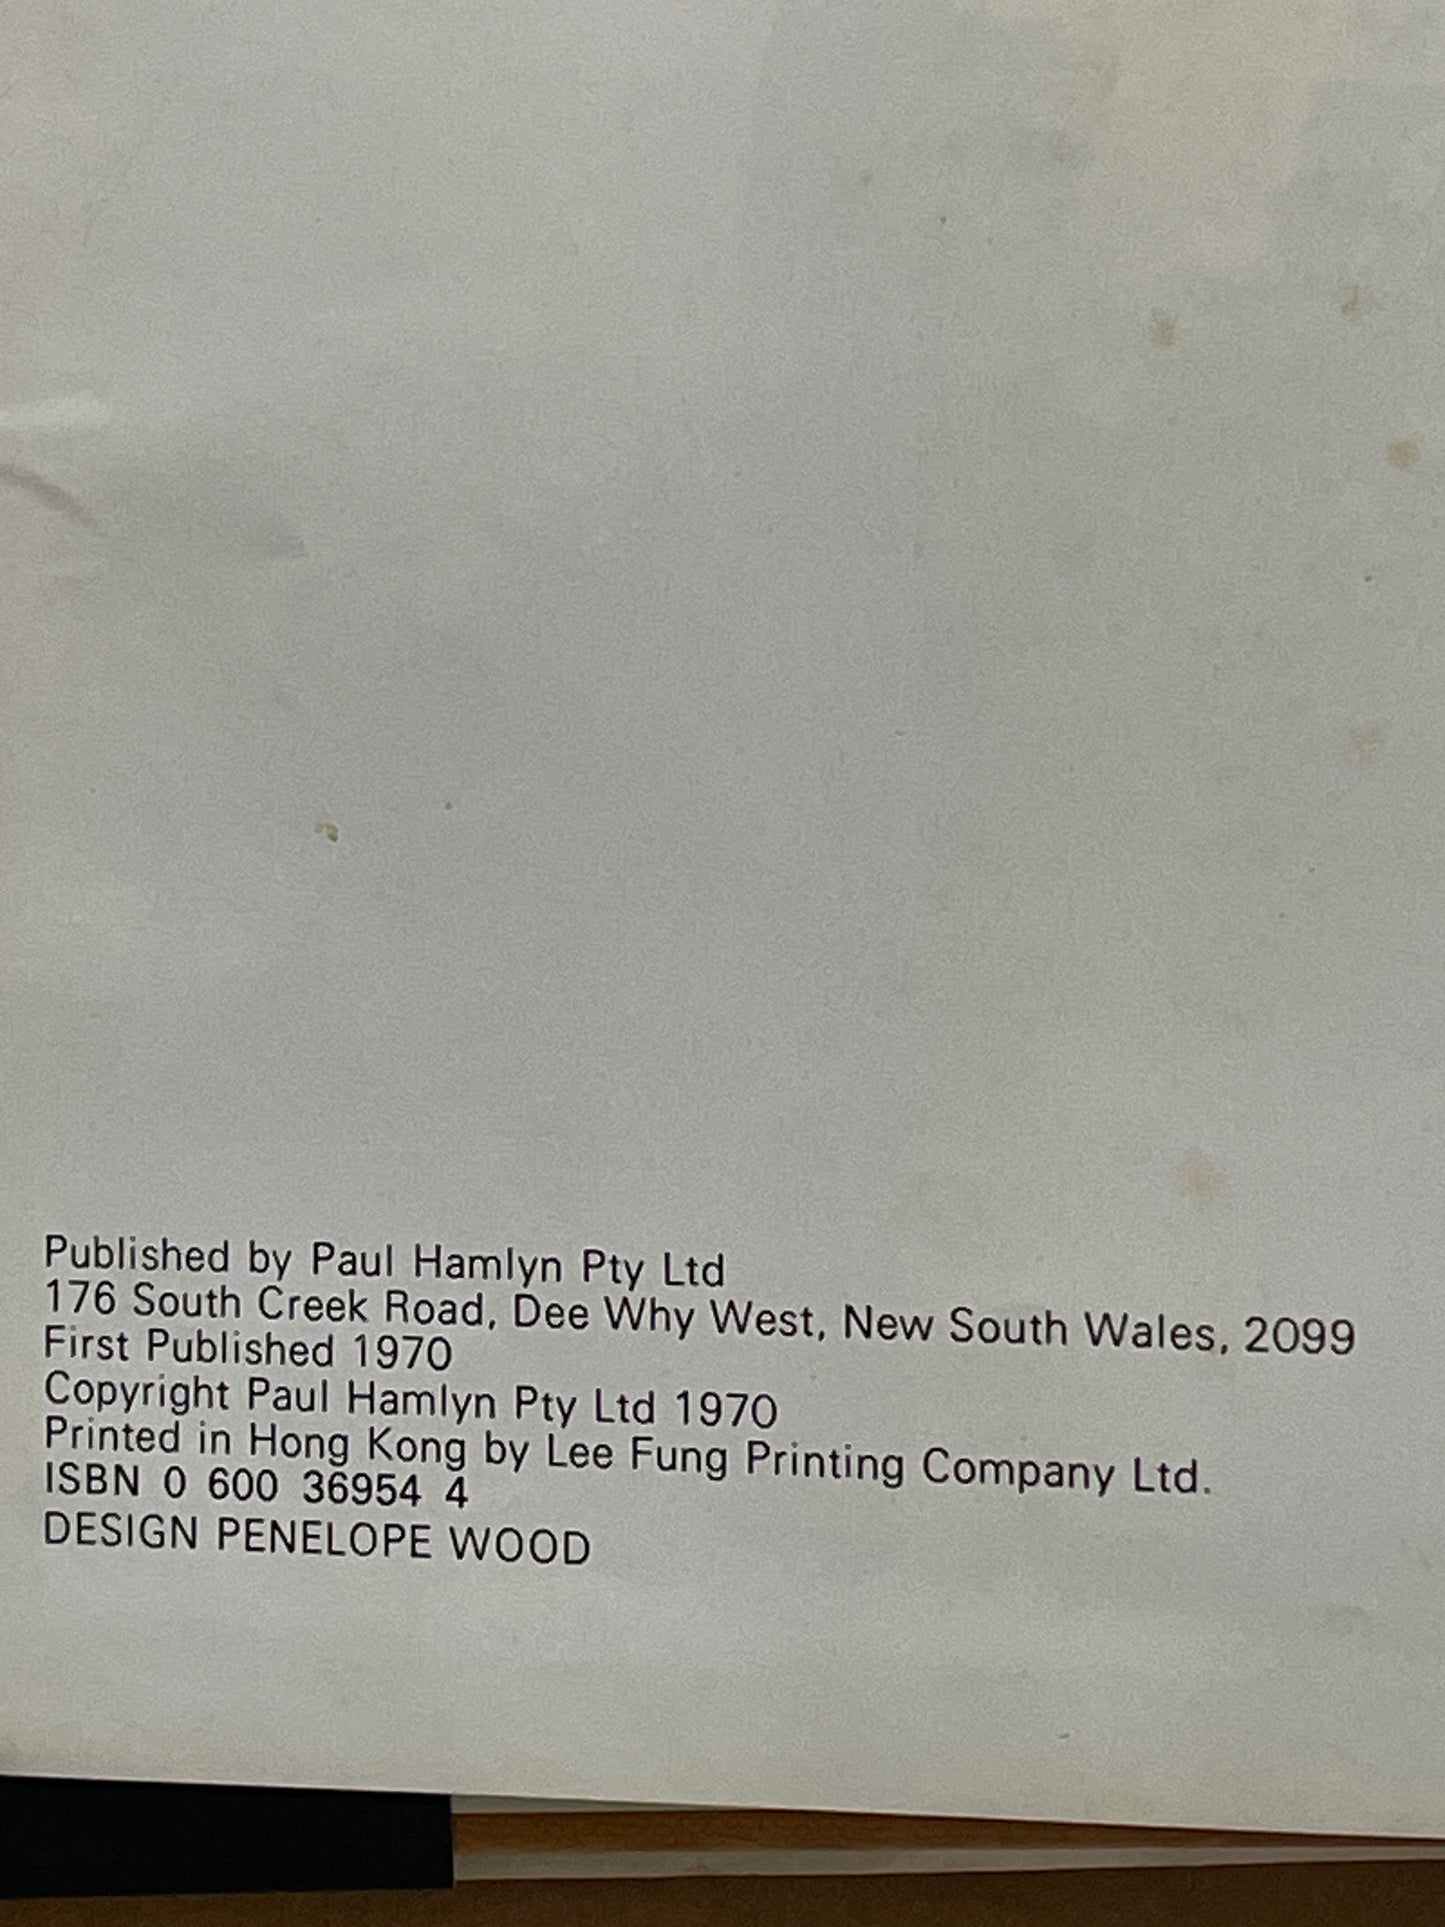 Published by Paul Hamlyn Pty Ltd
176 South Creek Road, Dee Why West, New South Wales, 2099
First Published 1970
Copyright Paul Hamlyn Pty Ltd 1970
Printed in Hong Kong by Lee Fung Printing Company Ltd.
ISBN 0 600 36954 4
DESIGN PENELOPE WOOD